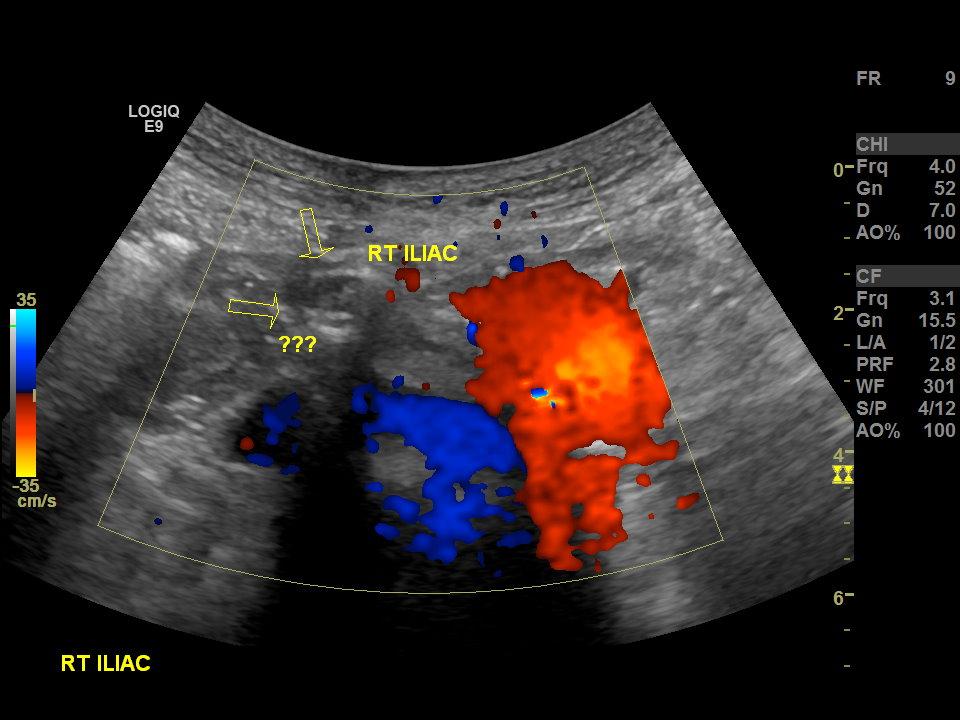 LOGIQ
E9
FR 9
CHI
Frq 4.0
Gn 52
D 7.0
AO% 100
CF
Frq 3.1
Gn 15.5
L/A 1/2
PRF 2.8
WF 301
S/P 4/12
AO% 100
0
2
4
6
RT ILIAC
???
35
-35
cm/s
RT ILIAC